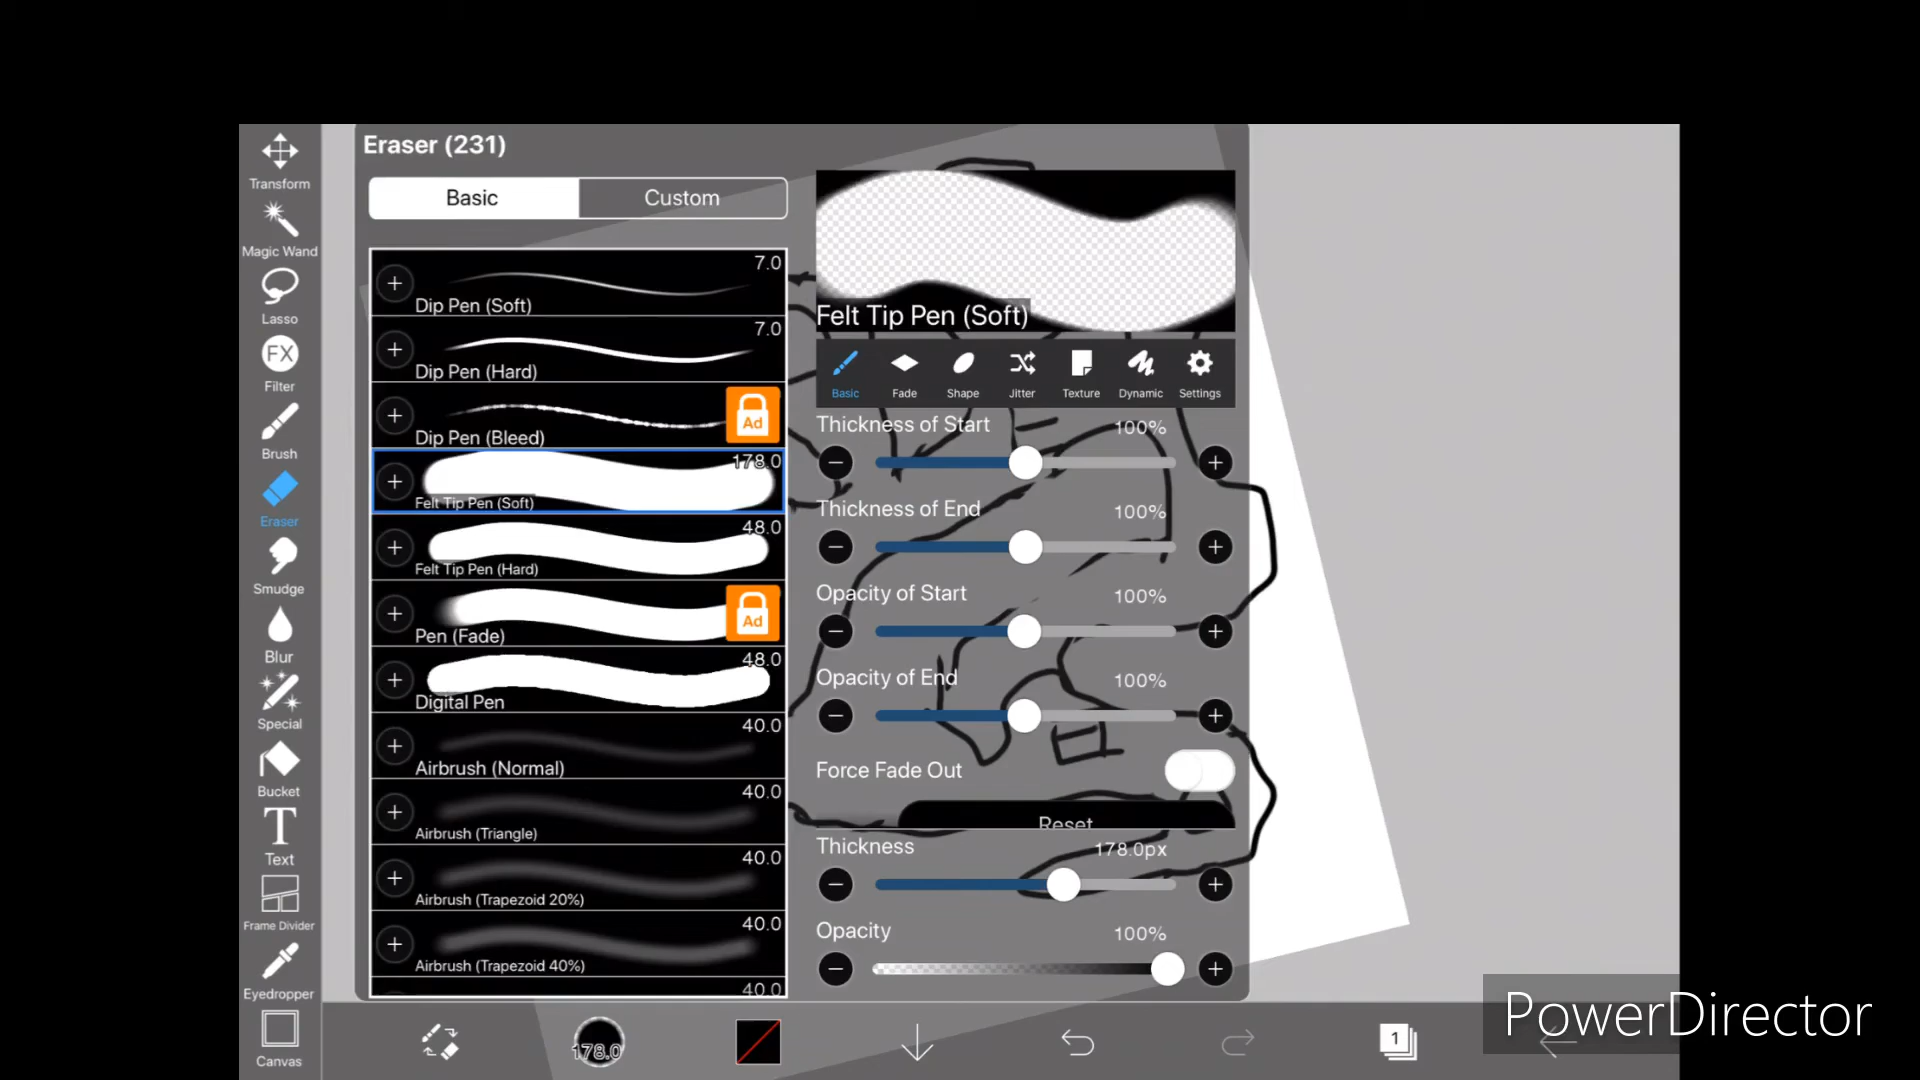 Eraser (231)
Basic
Custom
7.0
Dip Pen (Soft)
7.0
Dip Pen (Hard)
Ad
Dip Pen (Bleed)
178.0
Felt Tip Pen (Soft)
48.0
Felt Tip Pen (Hard)
Ad
Pen (Fade)
48.0
Digital Pen
40.0
Airbrush (Normal)
40.0
Airbrush (Triangle)
40.0
Airbrush (Trapezoid 20%)
40.0
Airbrush (Trapezoid 40%)
40.0
Felt Tip Pen (Soft)
Basic
Fade
Shape
Jitter
Texture
Dynamic
Settings
Thickness of Start
100%
Thickness of End
100%
Opacity of Start
100%
Opacity of End
100%
Force Fade Out
Reset
Thickness
178.0px
Opacity
100%
Transform
Magic Wand
Lasso
FX
Filter
Brush
Eraser
Smudge
Blur
Special
Bucket
T
Text
Frame Divider
Eyedropper
Canvas
178.0
1
PowerDirector